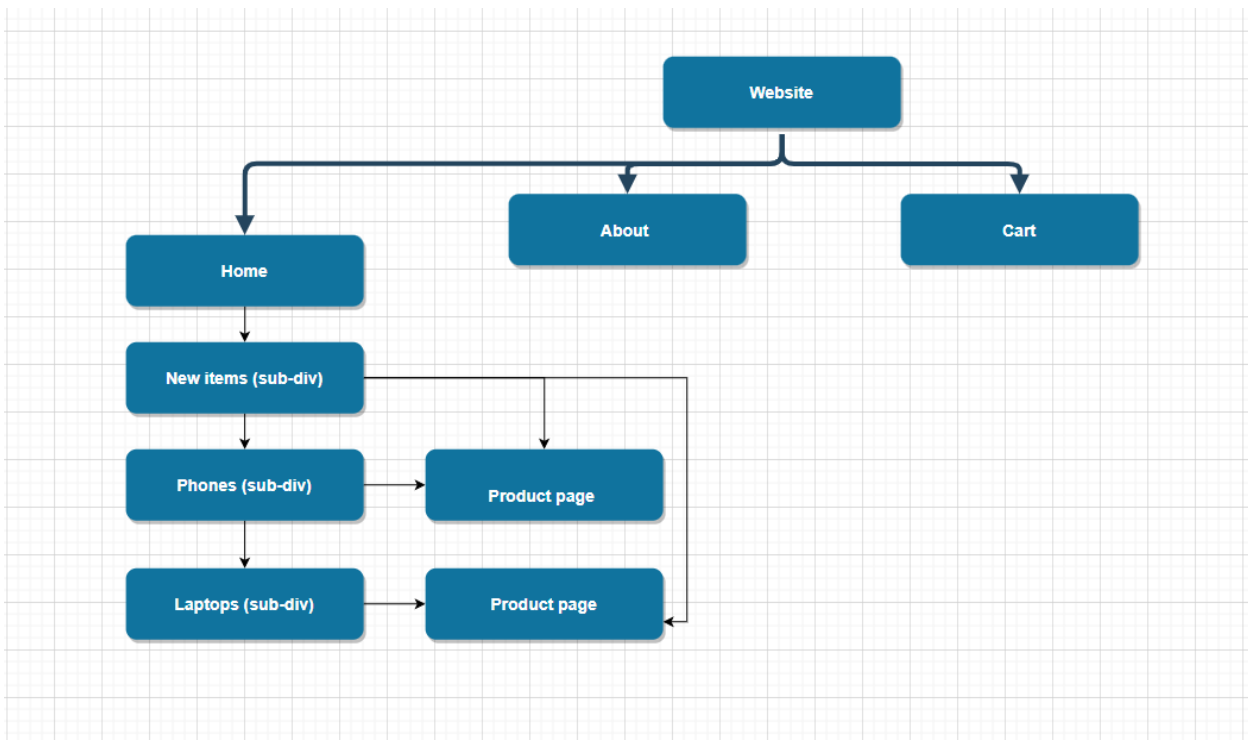 Website
About
Cart
Home
New items (sub-div)
Phones (sub-div)
Product page
Laptops (sub-div)
Product page